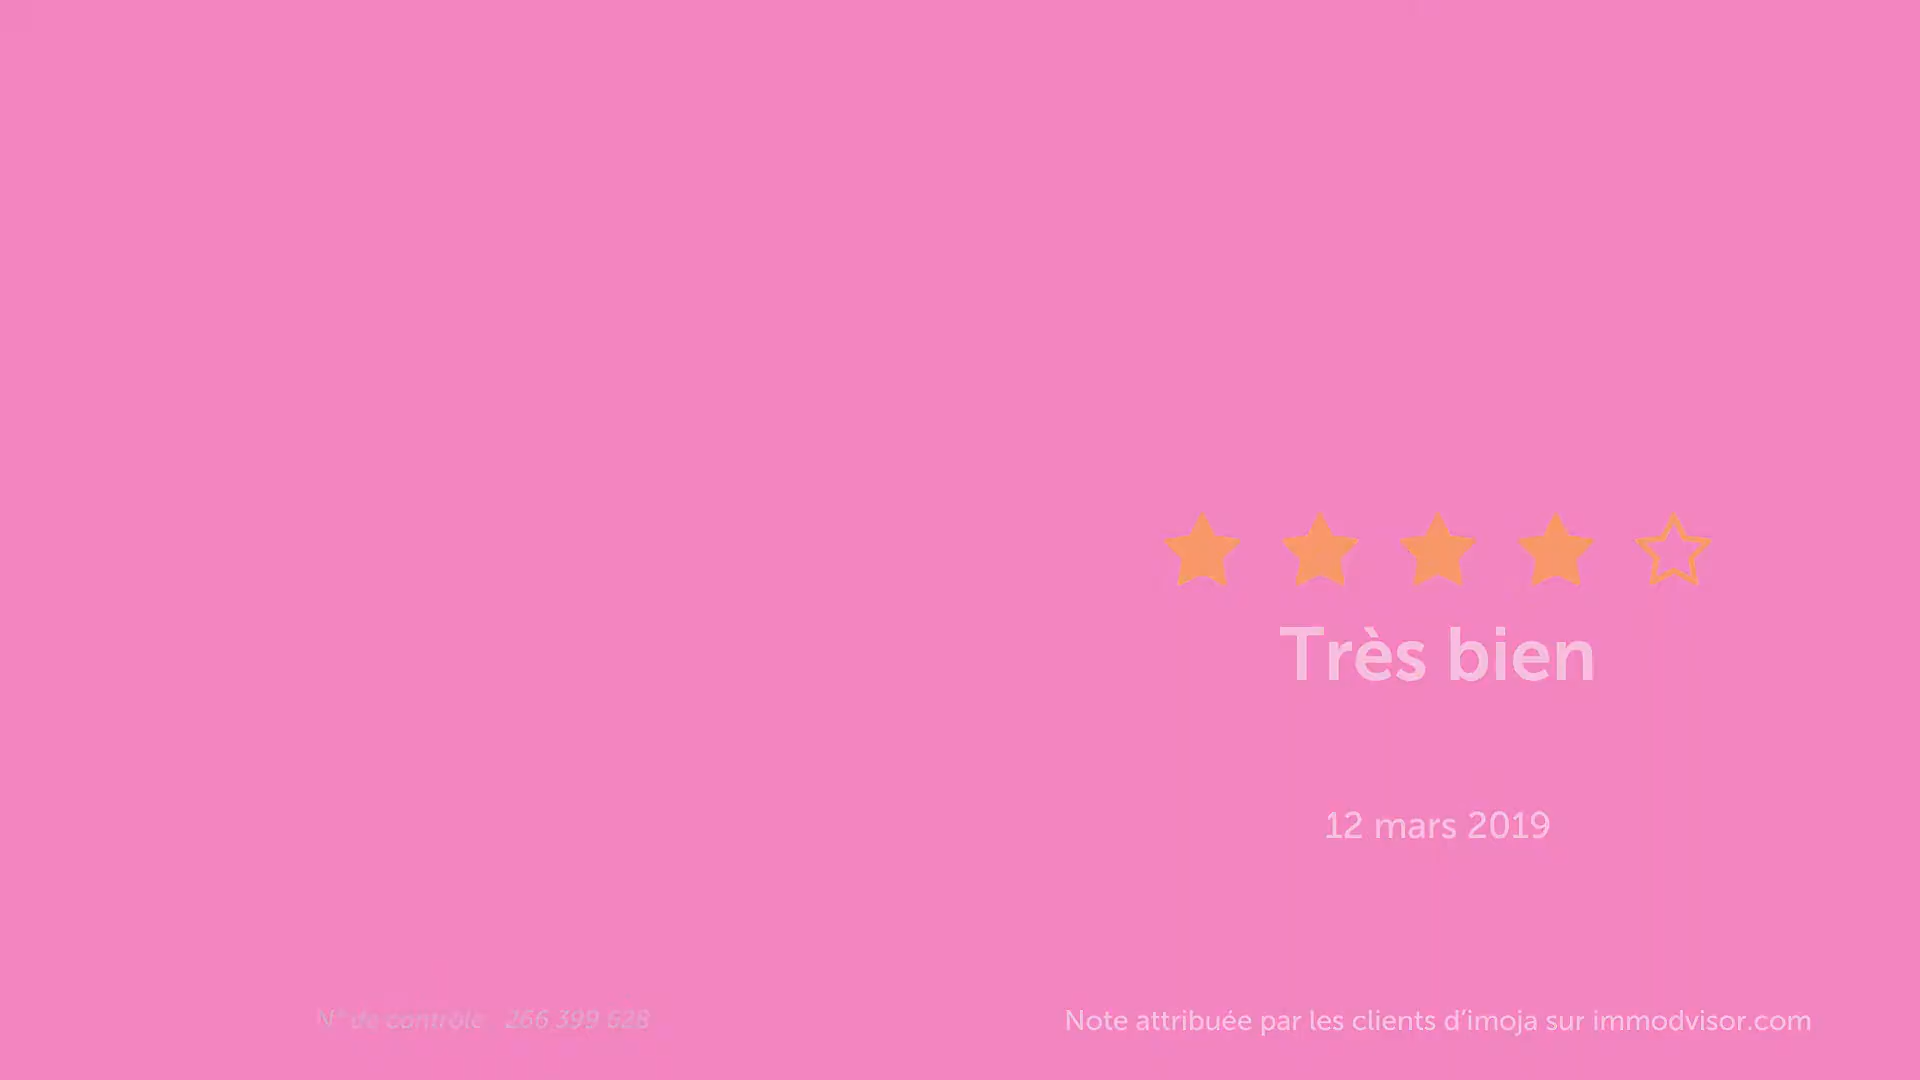 Très bien
12 mars 2019
N° de contrôle 266 399 628
Note attribuée par les clients d’imoja sur immodvisor.com